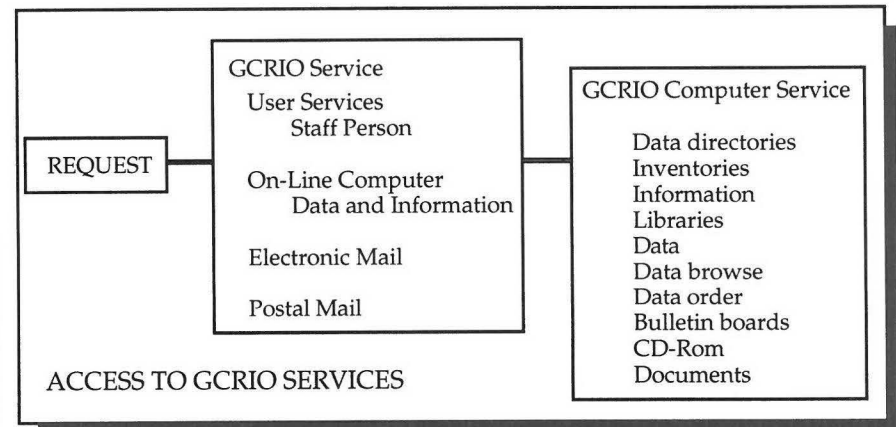 REQUEST
GCRIO Service
User Services
Staff Person
On-Line Computer
Data and Information
Electronic Mail
Postal Mail
GCRIO Computer Service
Data directories
Inventories
Information
Libraries
Data
Data browse
Data order
Bulletin boards
CD-Rom
Documents
ACCESS TO GCRIO SERVICES